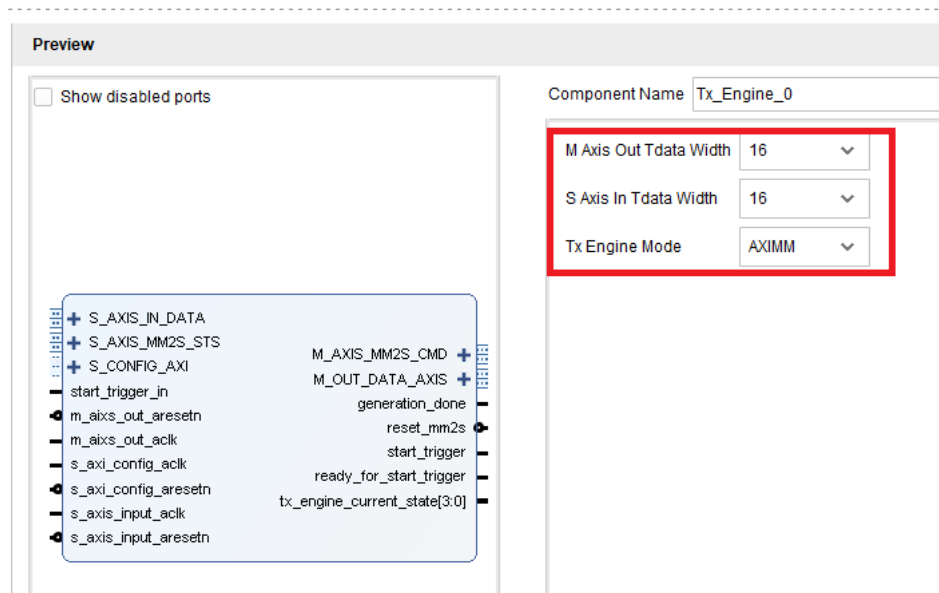 Preview
Show disabled ports
Component Name Tx_Engine_0
M Axis Out Tdata Width 16
S Axis In Tdata Width 16
Tx Engine Mode AXIMM
S_AXIS_IN_DATA
S_AXIS_MM2S_STS
S_CONFIG_AXI
start_trigger_in
m_aixs_out_aresetn
m_aixs_out_aclk
s_axi_config_aclk
s_axi_config_aresetn
s_axis_input_aclk
s_axis_input_aresetn
M_AXIS_MM2S_CMD
M_OUT_DATA_AXIS
generation_done
reset_mm2s
start_trigger
ready_for_start_trigger
tx_engine_current_state[3:0]